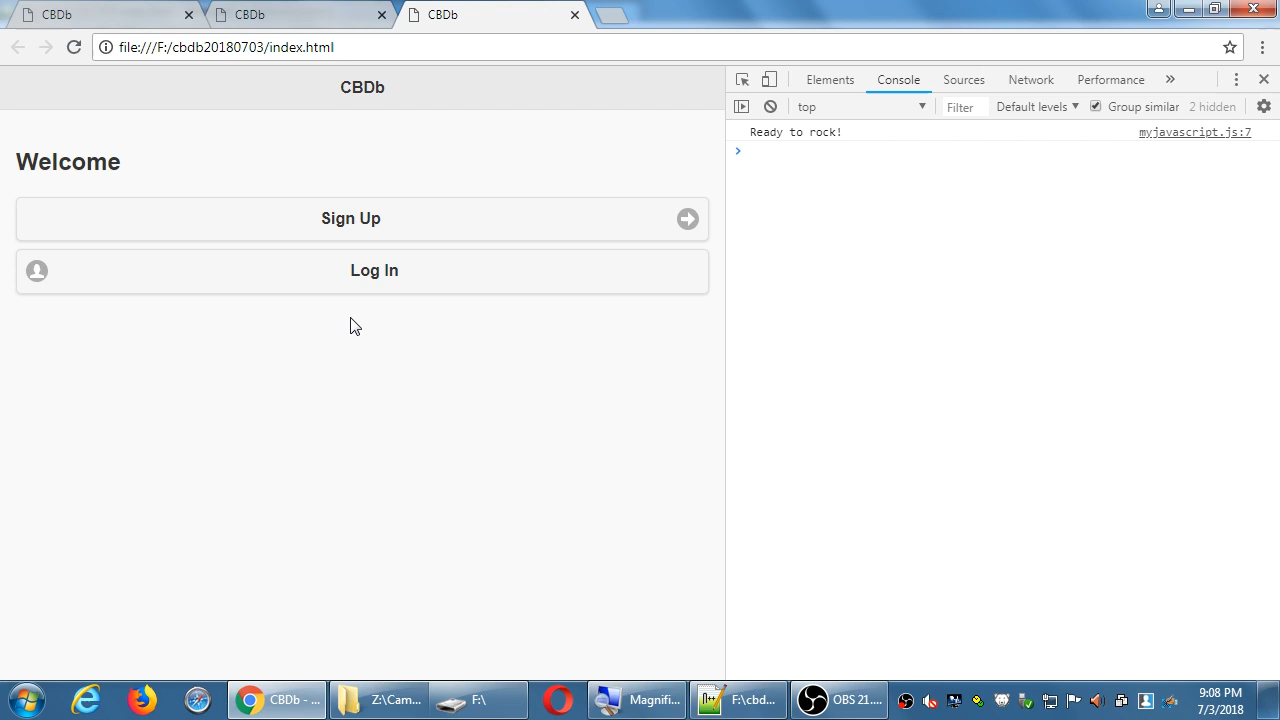 CBDb CBDb CBDb
file:///F:/cbdb20180703/index.html
CBDb
Welcome
Sign Up
Log In
Elements Console Sources Network Performance »
top Filter Default levels Group similar 2 hidden
Ready to rock! myjavascript.js:7
>
CBDb - ... Z:\Cam... F:\ Magnifi... F:\cbd... OBS 21....
9:08 PM
7/3/2018